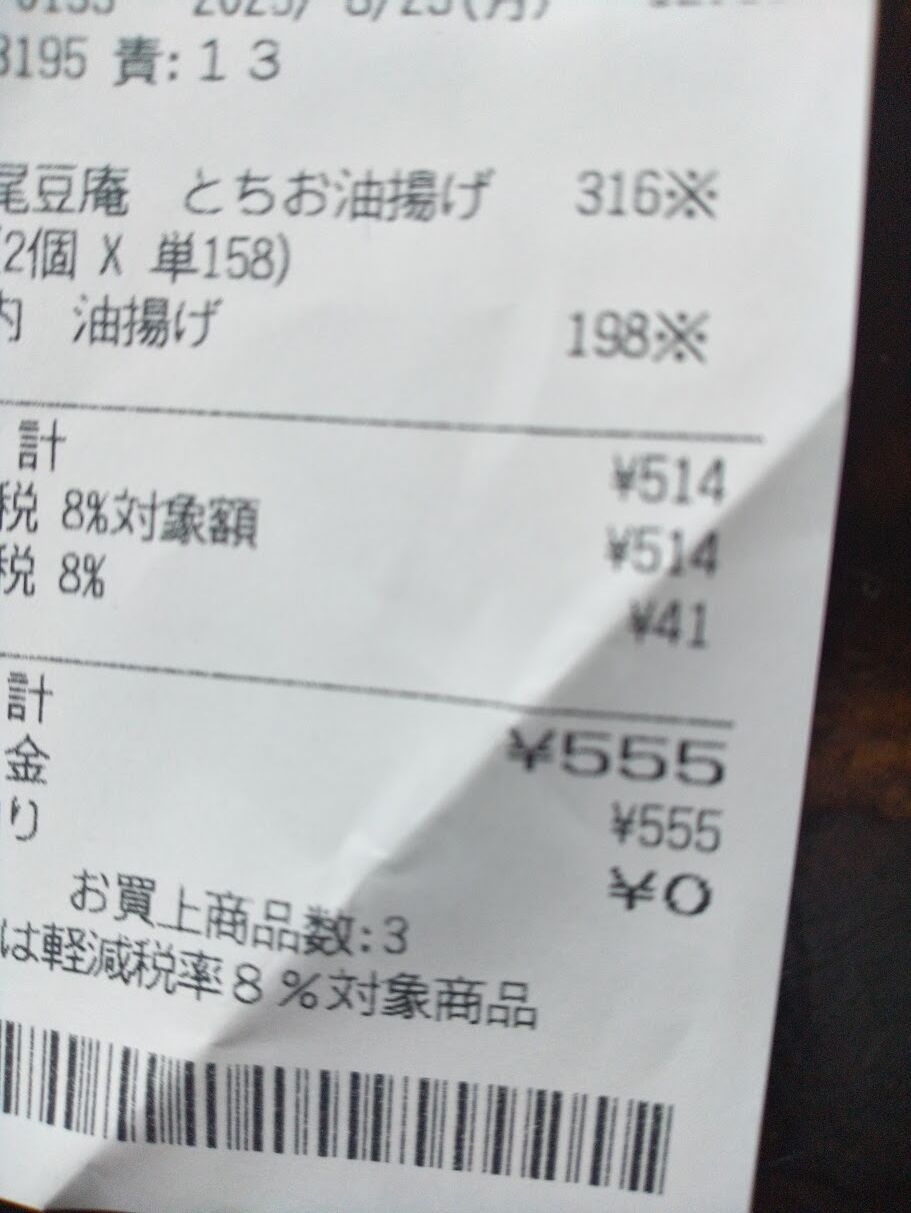 3195 責:13
尾豆庵 とちお油揚げ 316※
(2個 X 単158)
内 油揚げ 198※
計 ¥514
税 8%対象額 ¥514
税 8% ¥41
計 ¥555
金 ¥555
り ¥0
お買上商品数:3
は軽減税率8%対象商品